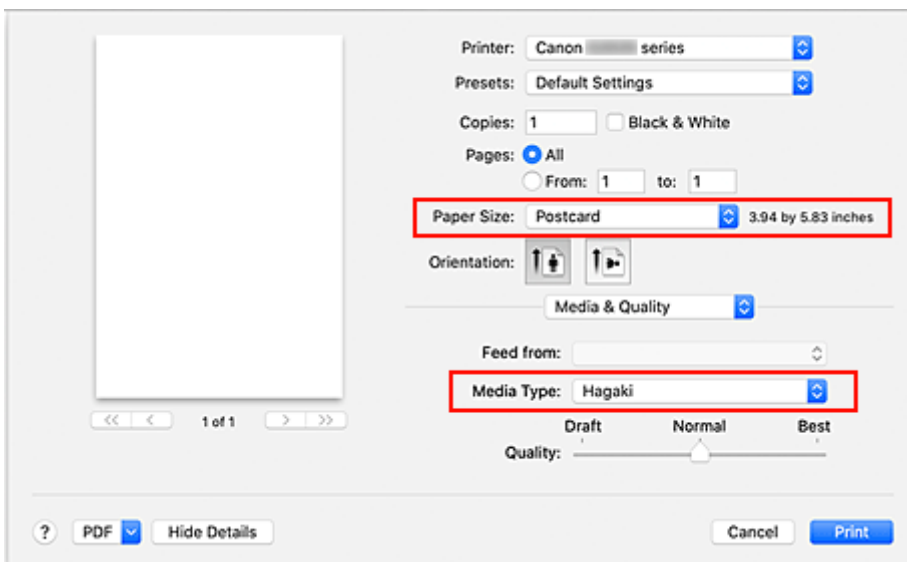 Printer: Canon series
Presets: Default Settings
Copies: 1 Black & White
Pages: All
From: 1 to: 1
Paper Size: Postcard 3.94 by 5.83 inches
Orientation:
Media & Quality
Feed from:
Media Type: Hagaki
Draft Normal Best
Quality:
<< < 1 of 1 > >>
? PDF Hide Details Cancel Print